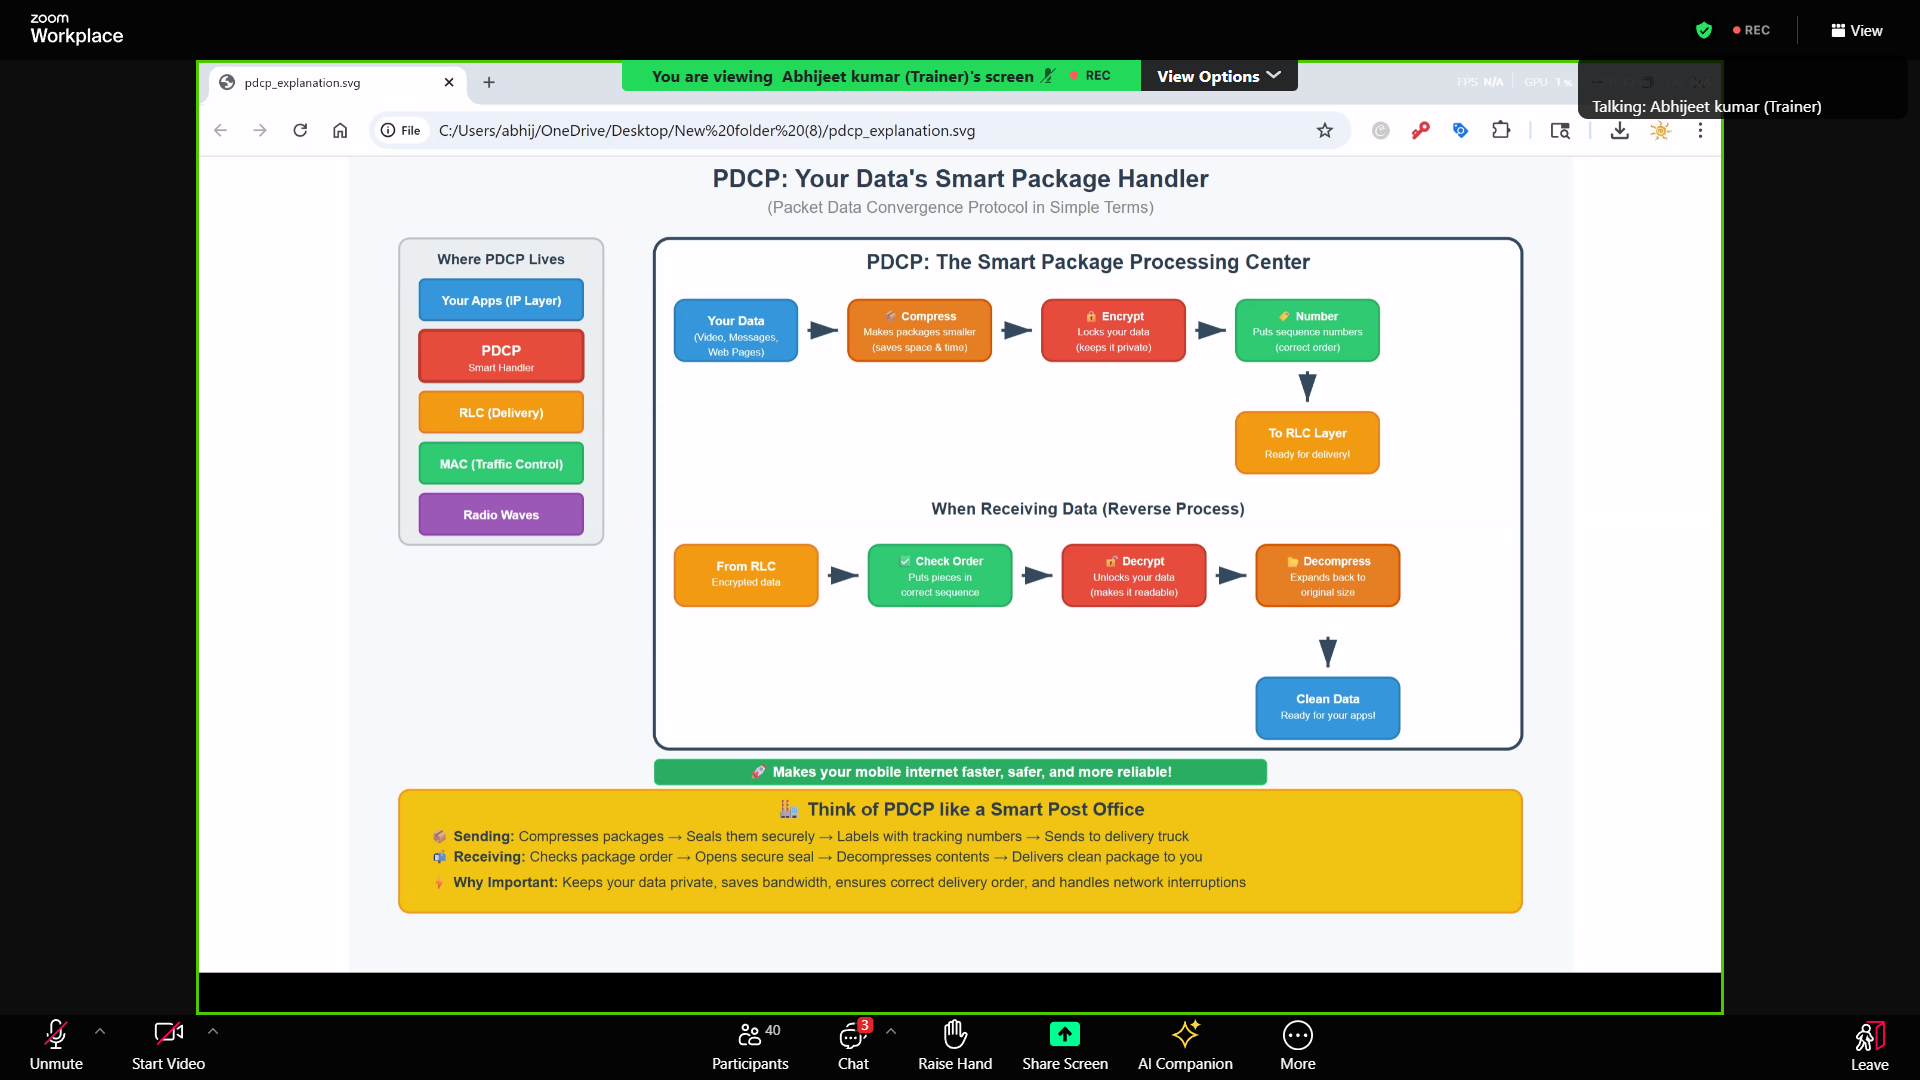 zoom
Workplace
REC
View
pdcp_explanation.svg
You are viewing Abhijeet kumar (Trainer)'s screen
REC
View Options
FPS N/A
GPU 1 %
Talking: Abhijeet kumar (Trainer)
File
C:/Users/abhij/OneDrive/Desktop/New%20folder%20(8)/pdcp_explanation.svg
PDCP: Your Data's Smart Package Handler
(Packet Data Convergence Protocol in Simple Terms)
Where PDCP Lives
Your Apps (IP Layer)
PDCP
Smart Handler
RLC (Delivery)
MAC (Traffic Control)
Radio Waves
PDCP: The Smart Package Processing Center
Your Data
(Video, Messages,
Web Pages)
Compress
Makes packages smaller
(saves space & time)
Encrypt
Locks your data
(keeps it private)
Number
Puts sequence numbers
(correct order)
To RLC Layer
Ready for delivery!
When Receiving Data (Reverse Process)
From RLC
Encrypted data
Check Order
Puts pieces in
correct sequence
Decrypt
Unlocks your data
(makes it readable)
Decompress
Expands back to
original size
Clean Data
Ready for your apps!
🚀 Makes your mobile internet faster, safer, and more reliable!
Think of PDCP like a Smart Post Office
📦 Sending: Compresses packages → Seals them securely → Labels with tracking numbers → Sends to delivery truck
📬 Receiving: Checks package order → Opens secure seal → Decompresses contents → Delivers clean package to you
⚡ Why Important: Keeps your data private, saves bandwidth, ensures correct delivery order, and handles network interruptions
Unmute
Start Video
Participants
40
Chat
3
Raise Hand
Share Screen
AI Companion
More
Leave